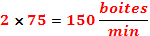 2 × 75 = 150 boites/min